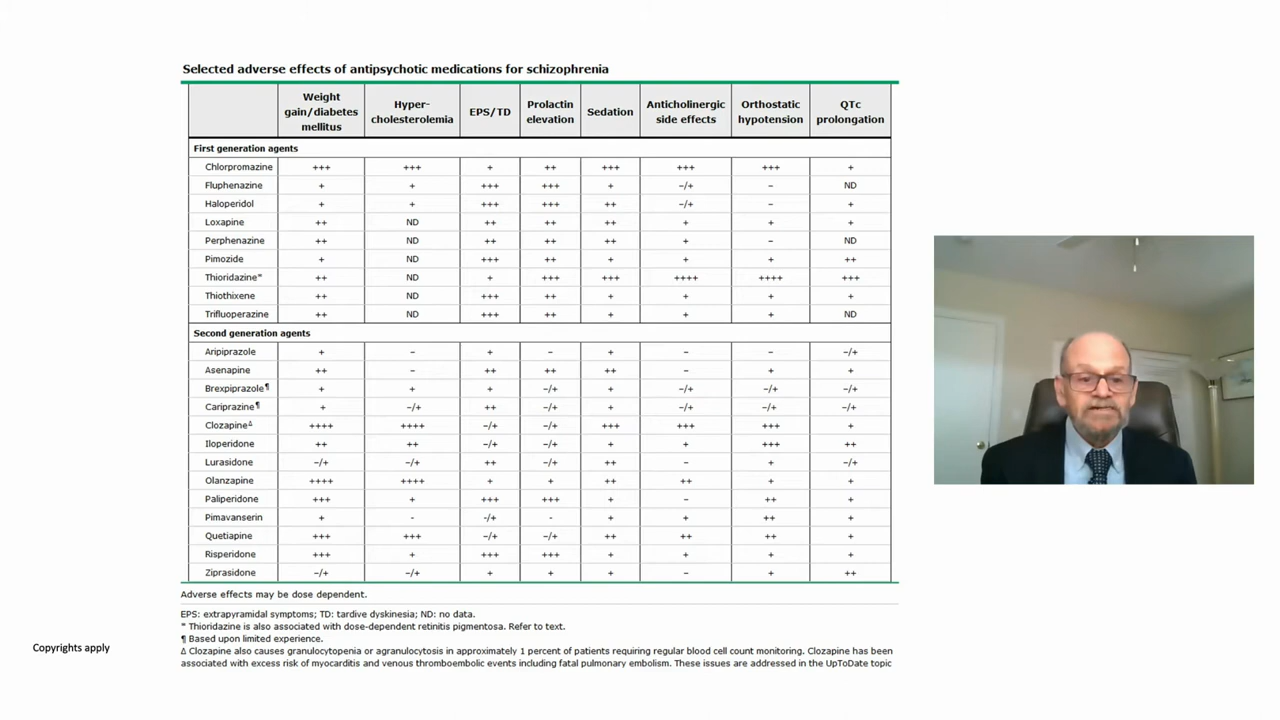 Selected adverse effects of antipsychotic medications for schizophrenia
Weight gain/diabetes mellitus Hyper-cholesterolemia EPS/TD Prolactin elevation Sedation Anticholinergic side effects Orthostatic hypotension QTc prolongation
First generation agents
Chlorpromazine +++ +++ + ++ +++ +++ +++ +
Fluphenazine + + +++ +++ + –/+ – ND
Haloperidol + + +++ +++ ++ –/+ – +
Loxapine ++ ND ++ ++ ++ + + +
Perphenazine ++ ND ++ ++ ++ + – ND
Pimozide + ND +++ ++ + + + ++
Thioridazine* ++ ND + +++ +++ ++++ ++++ +++
Thiothixene ++ ND +++ ++ + + + +
Trifluoperazine ++ ND +++ ++ + + + ND
Second generation agents
Aripiprazole + – + – + – – –/+
Asenapine ++ – ++ ++ ++ – + +
Brexpiprazole¶ + + + –/+ + –/+ –/+ –/+
Cariprazine¶ + –/+ ++ –/+ + –/+ –/+ –/+
ClozapineΔ ++++ ++++ –/+ –/+ +++ +++ +++ +
Iloperidone ++ ++ –/+ –/+ + + +++ ++
Lurasidone –/+ –/+ ++ –/+ ++ – + –/+
Olanzapine ++++ ++++ + + ++ ++ + +
Paliperidone +++ + +++ +++ + – ++ +
Pimavanserin + - -/+ - + + ++ +
Quetiapine +++ +++ –/+ –/+ ++ ++ ++ +
Risperidone +++ + +++ +++ + + + +
Ziprasidone –/+ –/+ + + + – + ++
Adverse effects may be dose dependent.
EPS: extrapyramidal symptoms; TD: tardive dyskinesia; ND: no data.
* Thioridazine is also associated with dose-dependent retinitis pigmentosa. Refer to text.
¶ Based upon limited experience.
Δ Clozapine also causes granulocytopenia or agranulocytosis in approximately 1 percent of patients requiring regular blood cell count monitoring. Clozapine has been
associated with excess risk of myocarditis and venous thromboembolic events including fatal pulmonary embolism. These issues are addressed in the UpToDate topic
Copyrights apply